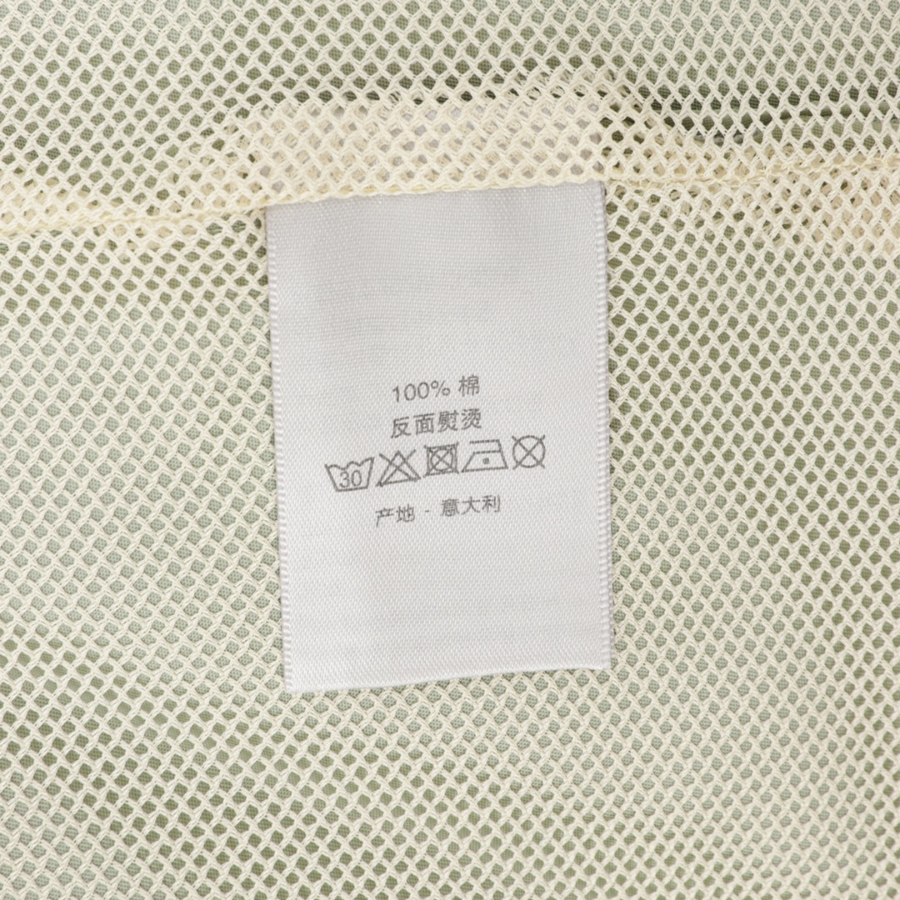 100% 棉
反面熨烫
30
产地 - 意大利